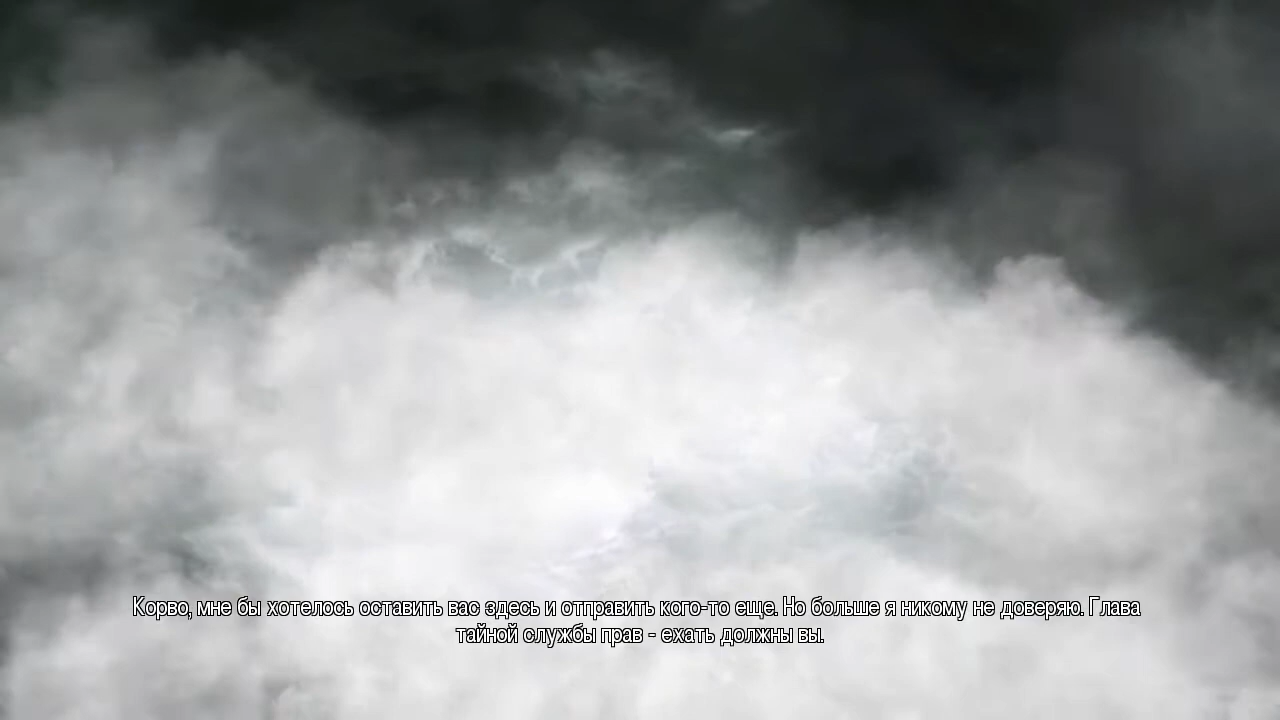 Корво, мне бы хотелось оставить вас здесь и отправить кого-то еще. Но больше я никому не доверяю. Глава
тайной службы прав - ехать должны вы.